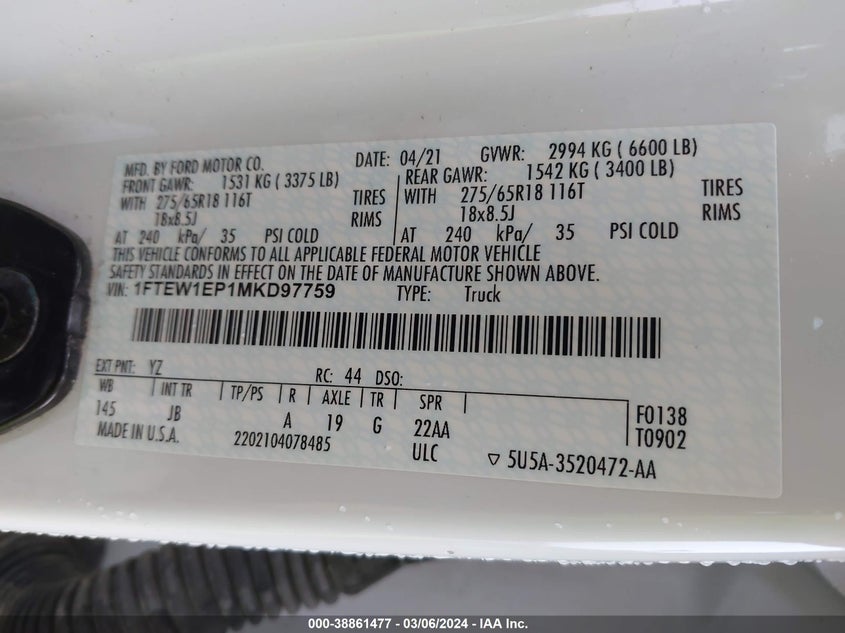 MFD. BY FORD MOTOR CO. DATE: 04/21 GVWR: 2994 KG ( 6600 LB)
FRONT GAWR: 1531 KG ( 3375 LB) REAR GAWR: 1542 KG ( 3400 LB)
WITH 275/65R18 116T TIRES WITH 275/65R18 116T TIRES
18x8.5J RIMS 18x8.5J RIMS
AT 240 kPa/ 35 PSI COLD AT 240 kPa/ 35 PSI COLD
THIS VEHICLE CONFORMS TO ALL APPLICABLE FEDERAL MOTOR VEHICLE
SAFETY STANDARDS IN EFFECT ON THE DATE OF MANUFACTURE SHOWN ABOVE.
VIN: 1FTEW1EP1MKD97759 TYPE: Truck
EXT PNT: YZ RC: 44 DSO:
WB INT TR TP/PS R AXLE TR SPR
145 JB A 19 G 22AA F0138
MADE IN U.S.A. 2202104078485 ULC T0902
▽ 5U5A-3520472-AA
000-38861477 - 03/06/2024 - IAA Inc.